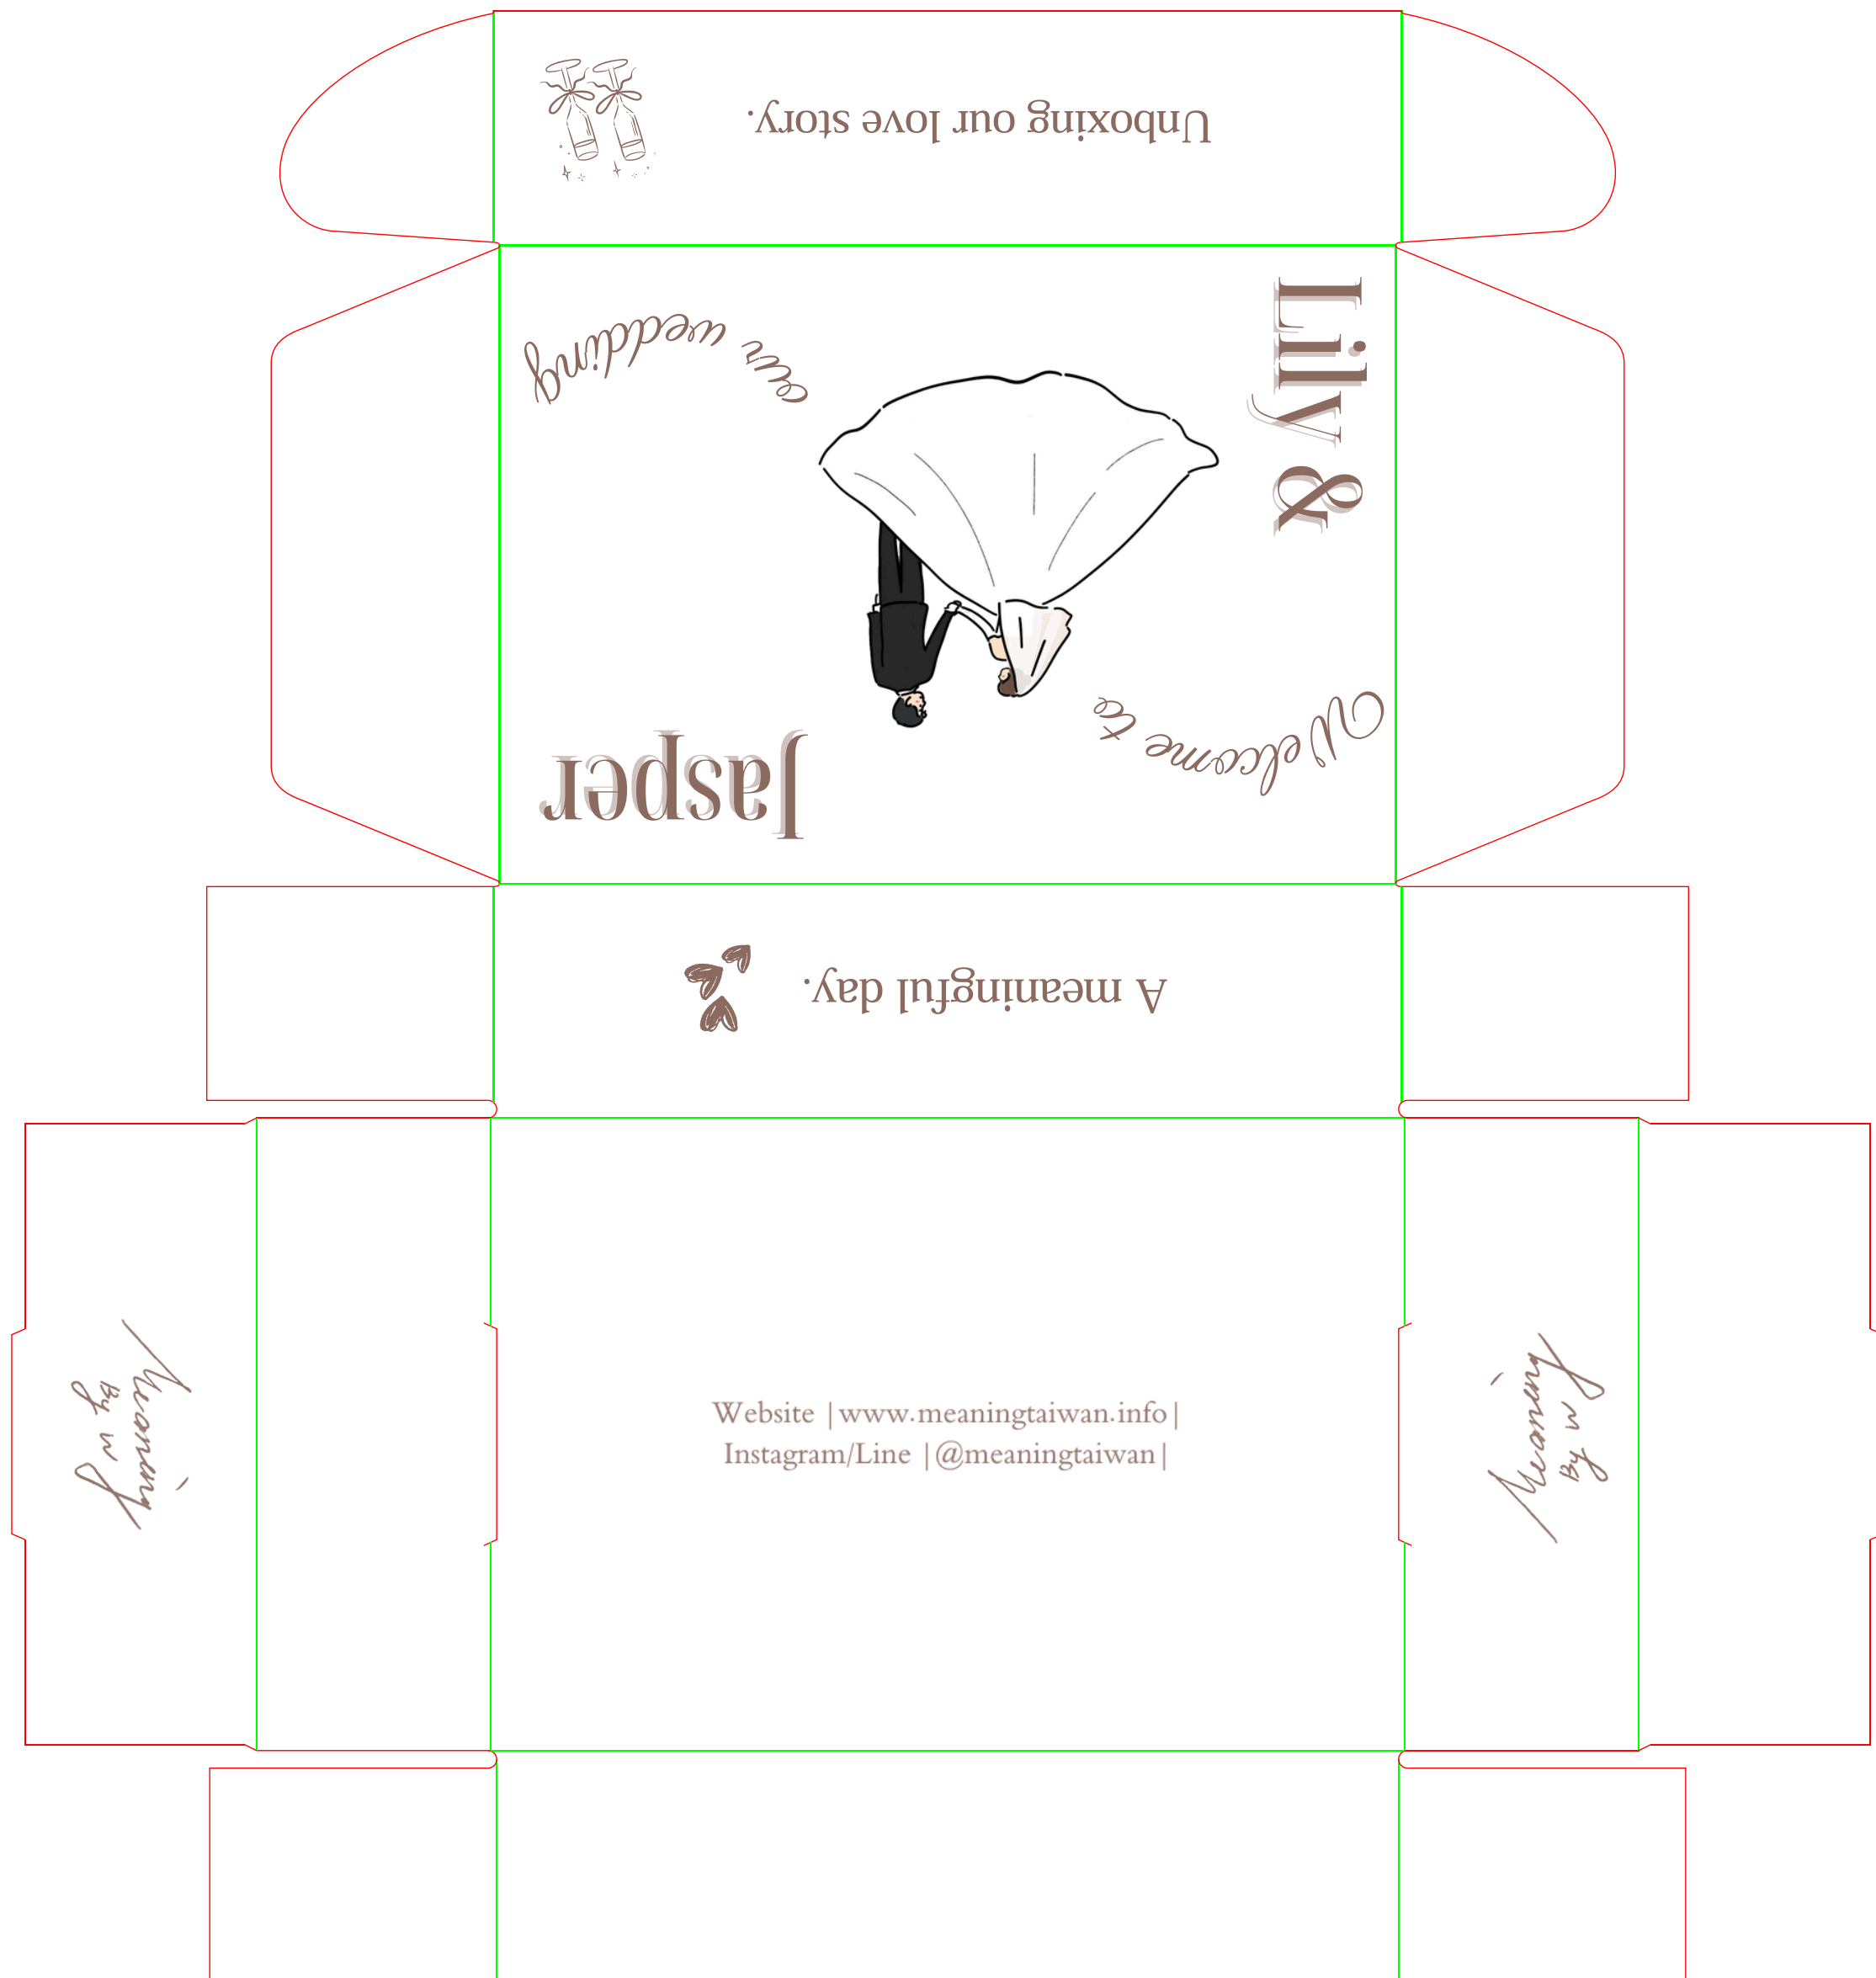 Unboxing our love story.
Welcome to
our wedding
Lily &
Jasper
A meaningful day.
Meaning
By
Website |www.meaningtaiwan.info|
Instagram/Line |@meaningtaiwan|
Meaning
By